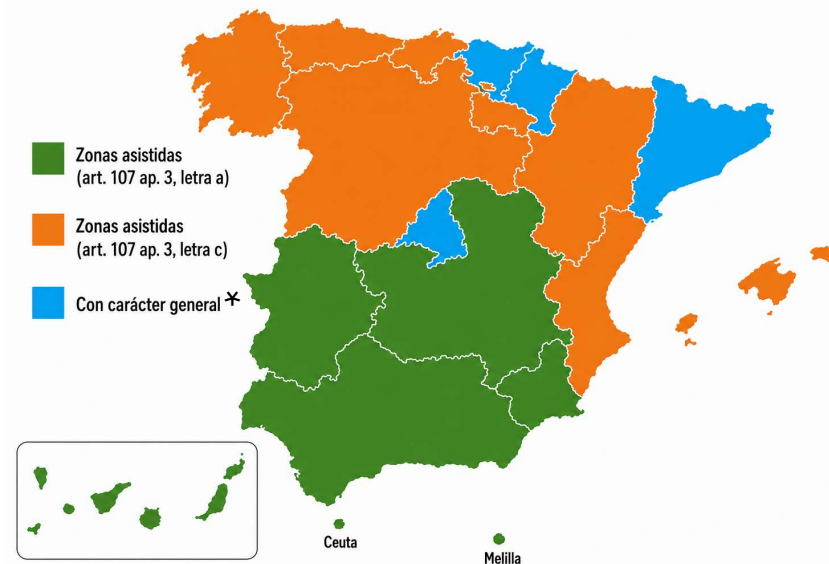 Zonas asistidas
(art. 107 ap. 3, letra a)
Zonas asistidas
(art. 107 ap. 3, letra c)
Con carácter general *
Ceuta
Melilla